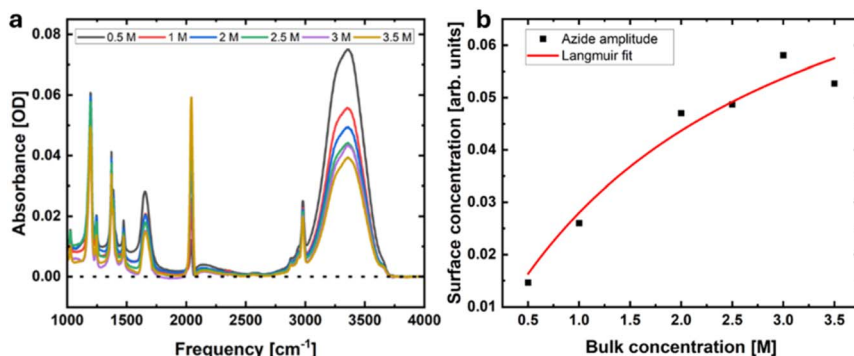 a
0.08
0.06
0.04
0.02
0.00
Absorbance [OD]
0.5 M 1 M 2 M 2.5 M 3 M 3.5 M
1000 1500 2000 2500 3000 3500 4000
Frequency [cm⁻¹]
b
0.06
0.05
0.04
0.03
0.02
0.01
Surface concentration [arb. units]
Azide amplitude
Langmuir fit
0.5 1.0 1.5 2.0 2.5 3.0 3.5
Bulk concentration [M]